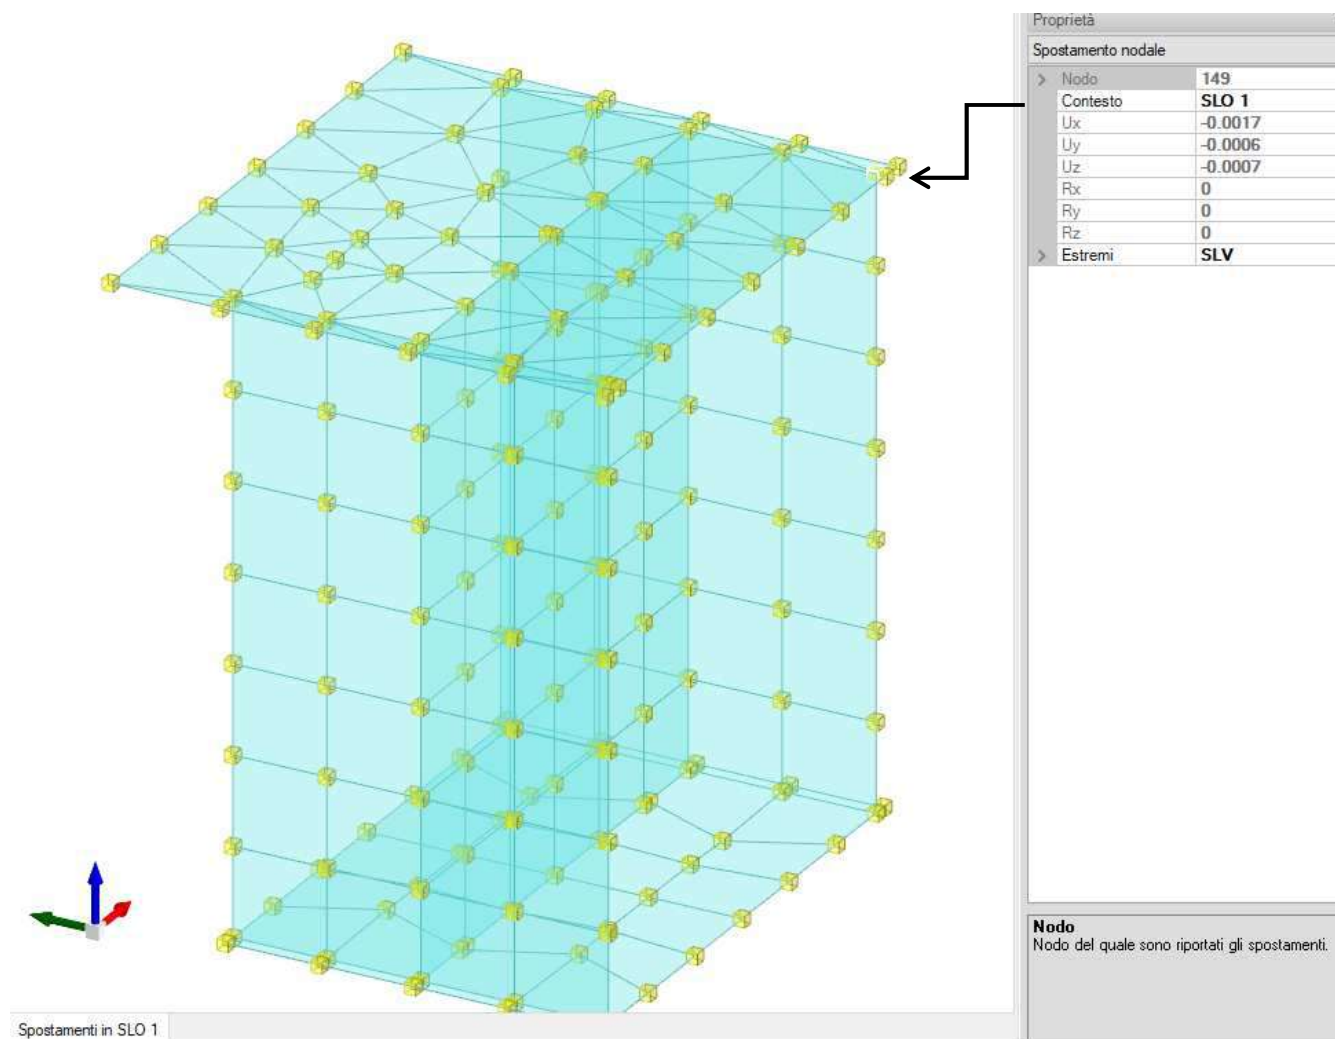 Proprietà
Spostamento nodale
Nodo 149
Contesto SLO 1
Ux -0.0017
Uy -0.0006
Uz -0.0007
Rx 0
Ry 0
Rz 0
Estremi SLV
Nodo
Nodo del quale sono riportati gli spostamenti.
Spostamenti in SLO 1